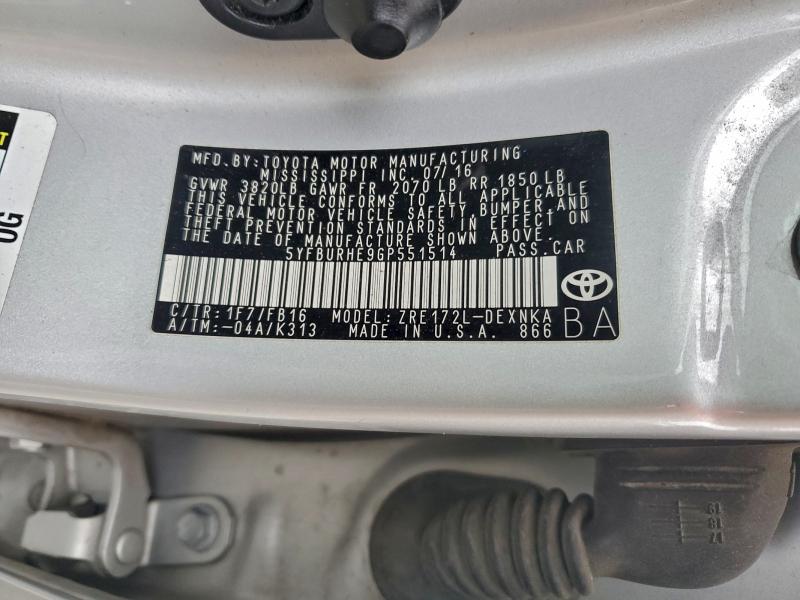 T
OG
MFD. BY: TOYOTA MOTOR MANUFACTURING
MISSISSIPPI INC. 07/16
GVWR 3820LB GAWR FR 2070 LB RR 1850 LB
THIS VEHICLE CONFORMS TO ALL APPLICABLE
FEDERAL MOTOR VEHICLE SAFETY, BUMPER, AND
THEFT PREVENTION STANDARDS IN EFFECT ON
THE DATE OF MANUFACTURE SHOWN ABOVE.
5YFBURHE9GP551514 PASS. CAR
C/TR: 1F7/FB16 MODEL: ZRE172L-DEXNKA
A/TM:-04A/K313 MADE IN U.S.A. 866 BA